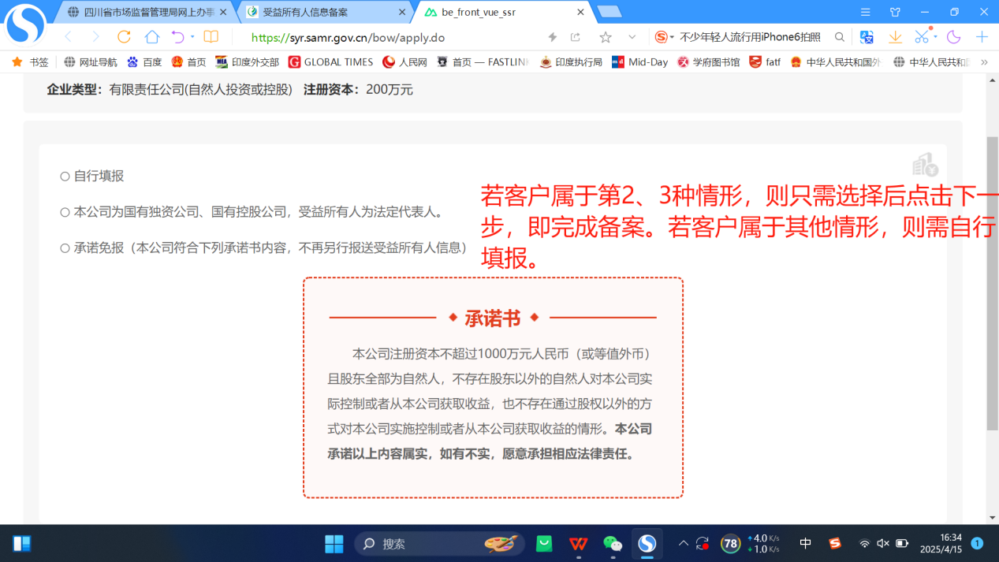 四川省市场监督管理局网上办事
受益所有人信息备案
be_front_vue_ssr
https://syr.samr.gov.cn/bow/apply.do
不少年轻人流行用iPhone6拍照
书签 网址导航 百度 首页 印度外交部 GLOBAL TIMES 人民网 首页 — FASTLIN 印度执行局 Mid-Day 学府图书馆 fatf 中华人民共和国外 中华人民共和
企业类型：有限责任公司(自然人投资或控股) 注册资本：200万元
自行填报
本公司为国有独资公司、国有控股公司，受益所有人为法定代表人。
承诺免报（本公司符合下列承诺书内容，不再另行报送受益所有人信息）
若客户属于第2、3种情形，则只需选择后点击下一
步，即完成备案。若客户属于其他情形，则需自行
填报。
承诺书
本公司注册资本不超过1000万元人民币（或等值外币）
且股东全部为自然人，不存在股东以外的自然人对本公司实
际控制或者从本公司获取收益，也不存在通过股权以外的方
式对本公司实施控制或者从本公司获取收益的情形。本公司
承诺以上内容属实，如有不实，愿意承担相应法律责任。
搜索
78
4.0 K/s
1.0 K/s
中
16:34
2025/4/15
1